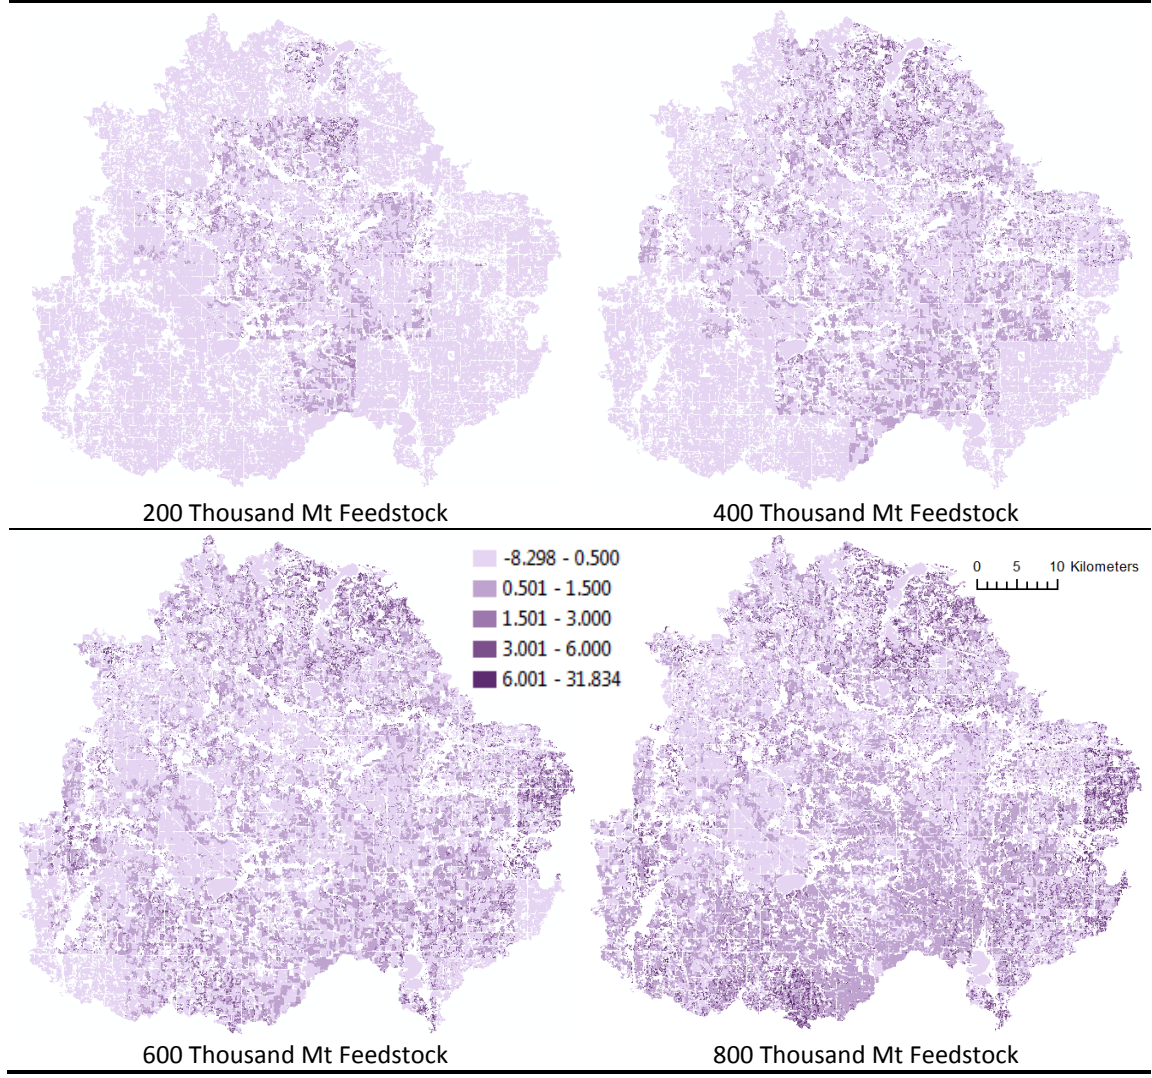 200 Thousand Mt Feedstock
400 Thousand Mt Feedstock
-8.298 - 0.500
0.501 - 1.500
1.501 - 3.000
3.001 - 6.000
6.001 - 31.834
0 5 10 Kilometers
600 Thousand Mt Feedstock
800 Thousand Mt Feedstock